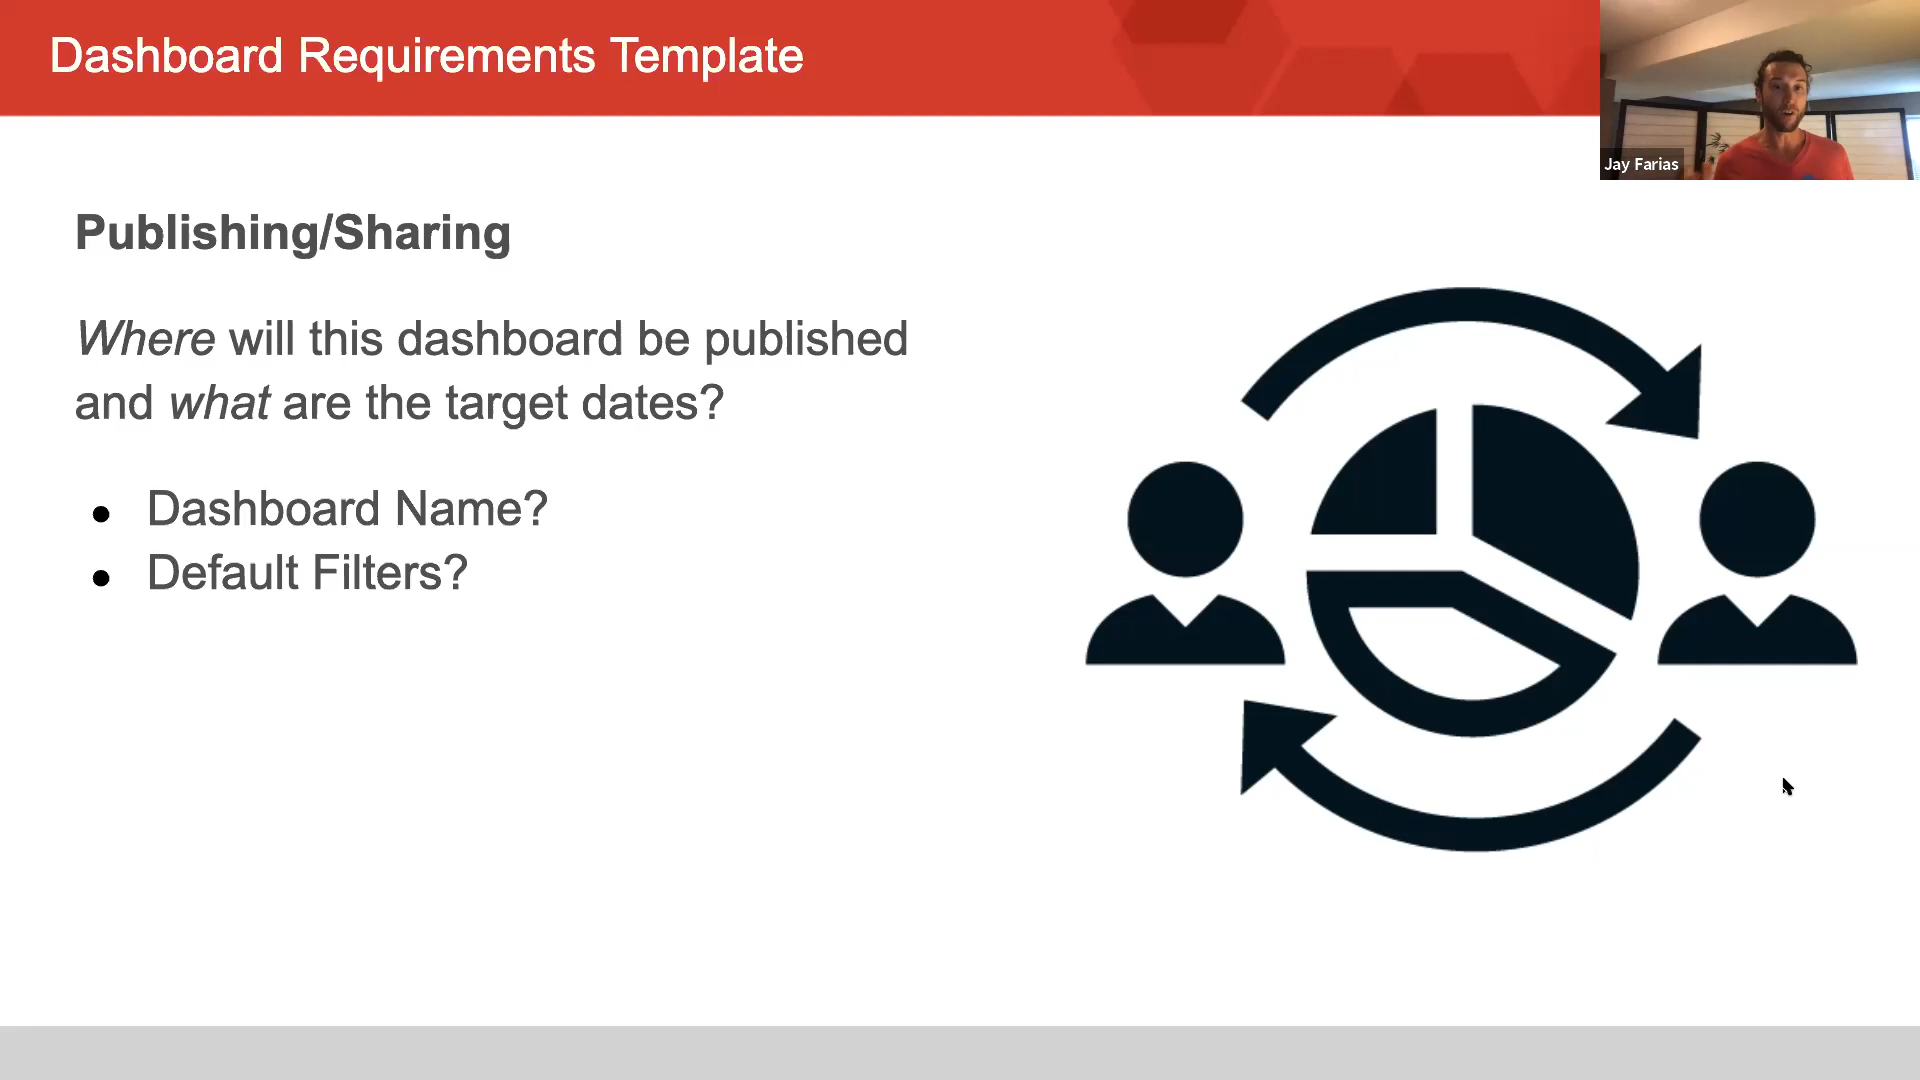 Dashboard Requirements Template
Jay Farias
Publishing/Sharing
Where will this dashboard be published
and what are the target dates?
● Dashboard Name?
● Default Filters?